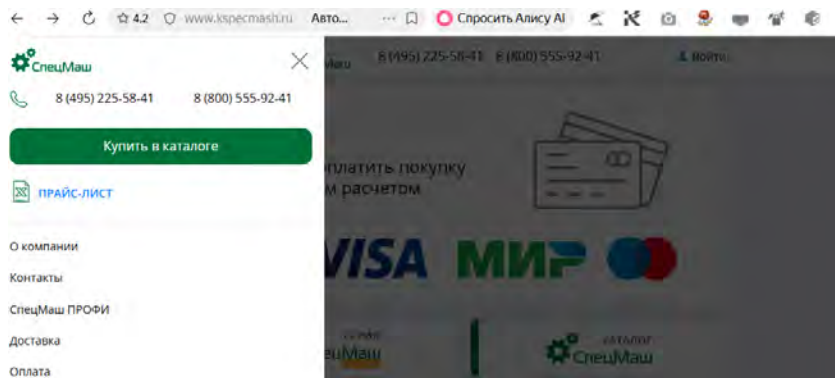 4.2 www.kspecmash.ru Авто... ... Спросить Алису AI
СпецМаш
8 (495) 225-58-41 8 (800) 555-92-41 Войти
8 (495) 225-58-41 8 (800) 555-92-41
Купить в каталоге
ПРАЙС-ЛИСТ
платить покупку
м расчетом
О компании
VISA МИР
Контакты
СпецМаш ПРОФИ
Доставка
КАТАЛОГ
СпецМаш
Оплата